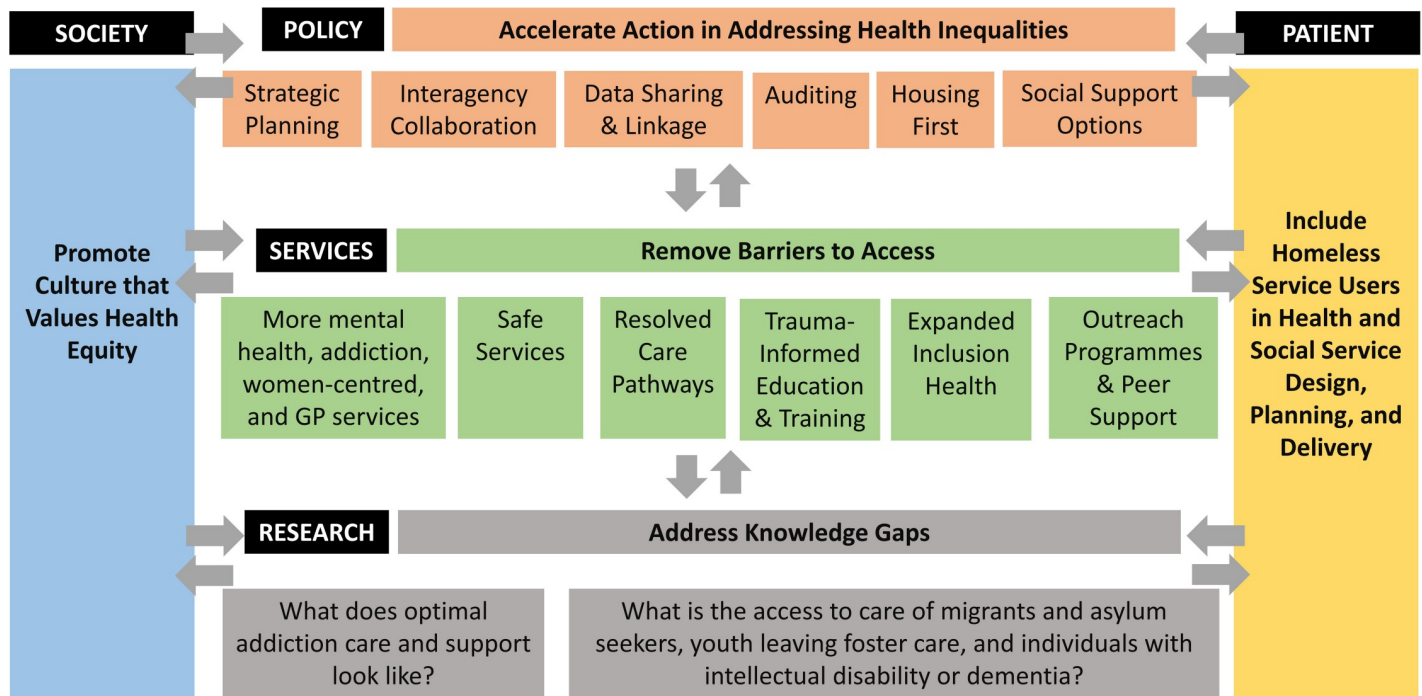 SOCIETY
POLICY
Accelerate Action in Addressing Health Inequalities
PATIENT
Strategic
Planning
Interagency
Collaboration
Data Sharing
& Linkage
Auditing
Housing
First
Social Support
Options
Promote
Culture that
Values Health
Equity
SERVICES
Remove Barriers to Access
More mental
health, addiction,
women-centred,
and GP services
Safe
Services
Resolved
Care
Pathways
Trauma-
Informed
Education
& Training
Expanded
Inclusion
Health
Outreach
Programmes
& Peer
Support
Include
Homeless
Service Users
in Health and
Social Service
Design,
Planning, and
Delivery
RESEARCH
Address Knowledge Gaps
What does optimal
addiction care and support
look like?
What is the access to care of migrants and asylum
seekers, youth leaving foster care, and individuals with
intellectual disability or dementia?